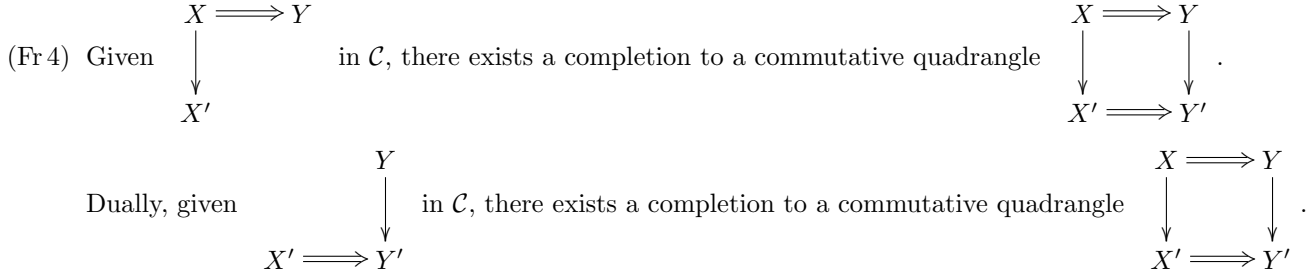 X ⟹ Y X ⟹ Y
(Fr 4) Given in 𝒞, there exists a completion to a commutative quadrangle .
X′ X′ ⟹ Y′
Y X ⟹ Y
Dually, given in 𝒞, there exists a completion to a commutative quadrangle .
X′ ⟹ Y′ X′ ⟹ Y′